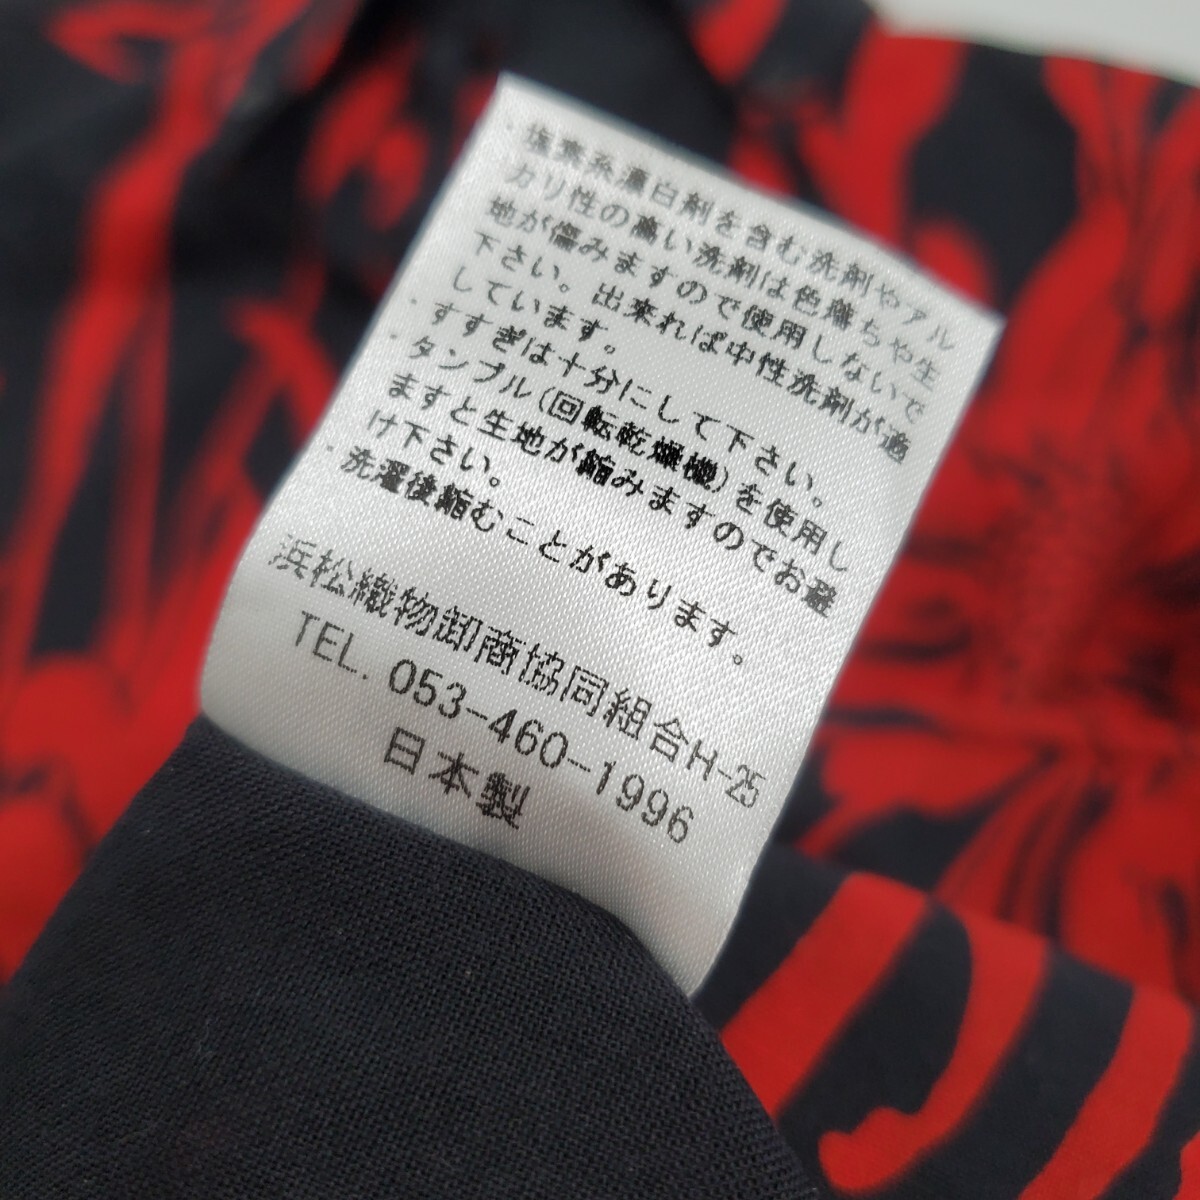 ・塩素系漂白剤を含む洗剤やアル
カリ性の高い洗剤は色落ちや生
地が傷みますので使用しないで
下さい。出来れば中性洗剤が適
しています。
・すすぎは十分にして下さい。
・タンブル(回転乾燥機)を使用し
ますと生地が縮みますのでお避
け下さい。
・洗濯後縮むことがあります。
浜松織物卸商協同組合H-25
TEL. 053-460-1996
日本製